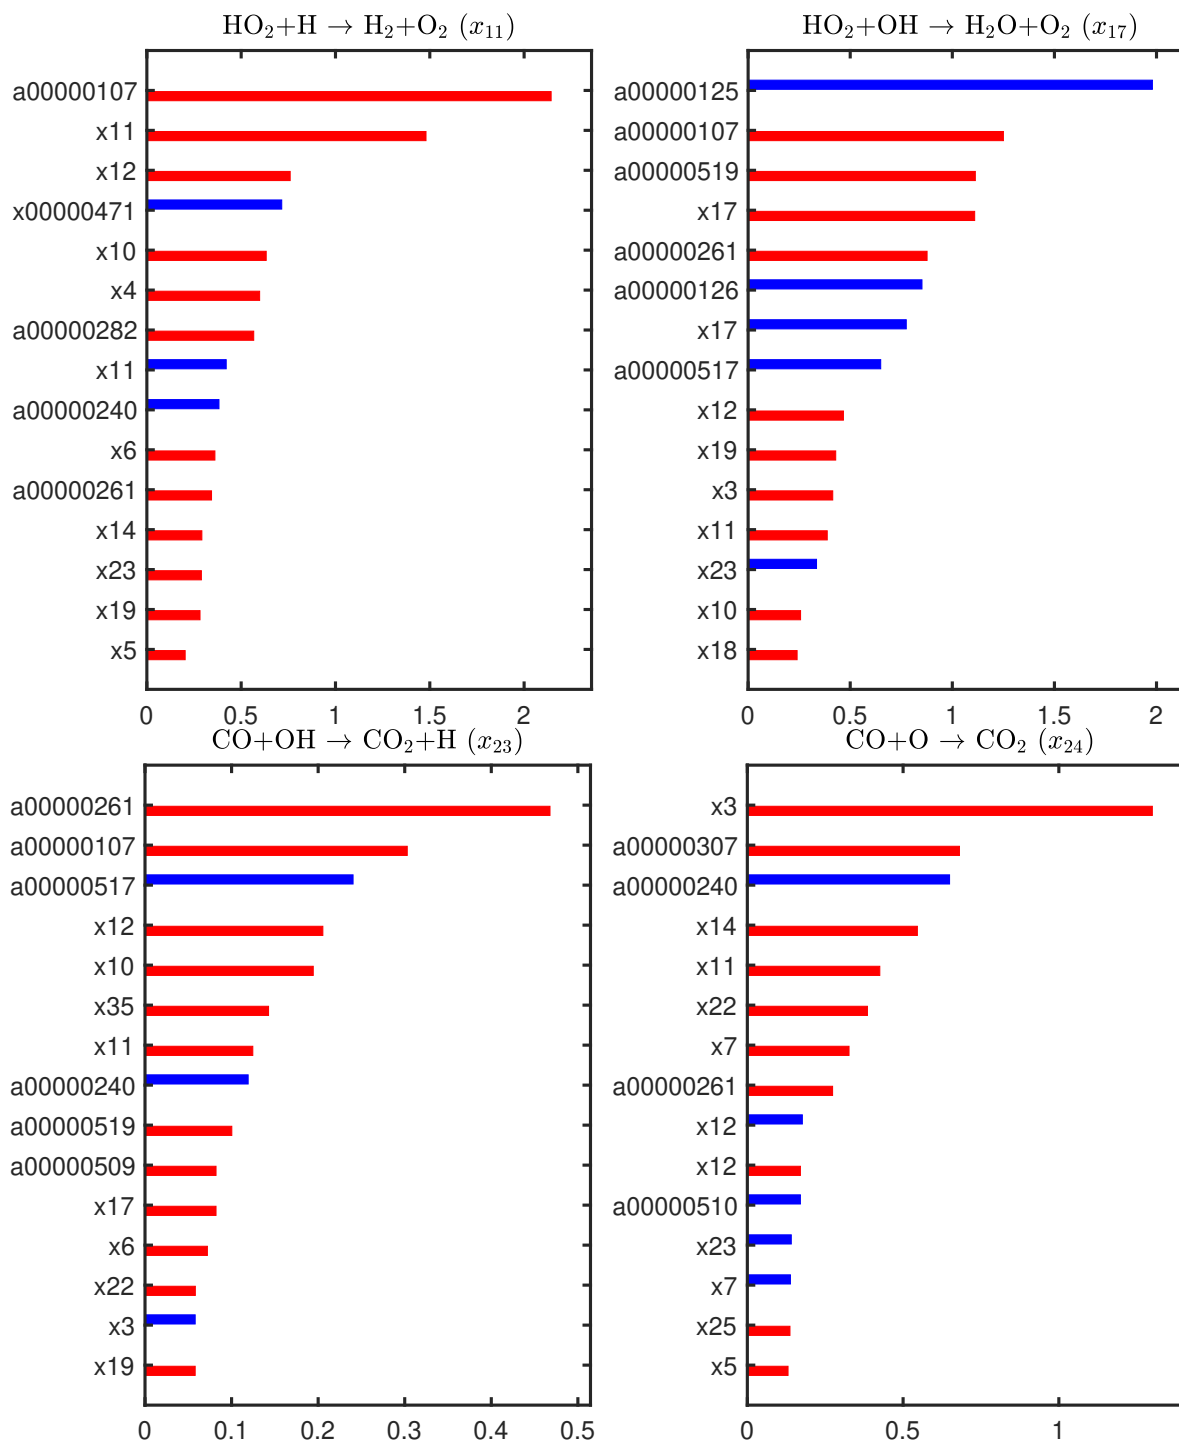 HO₂+H → H₂+O₂ (x₁₁)
a00000107
x11
x12
x00000471
x10
x4
a00000282
x11
a00000240
x6
a00000261
x14
x23
x19
x5
0 0.5 1 1.5 2
HO₂+OH → H₂O+O₂ (x₁₇)
a00000125
a00000107
a00000519
x17
a00000261
a00000126
x17
a00000517
x12
x19
x3
x11
x23
x10
x18
0 0.5 1 1.5 2
CO+OH → CO₂+H (x₂₃)
a00000261
a00000107
a00000517
x12
x10
x35
x11
a00000240
a00000519
a00000509
x17
x6
x22
x3
x19
0 0.1 0.2 0.3 0.4 0.5
CO+O → CO₂ (x₂₄)
x3
a00000307
a00000240
x14
x11
x22
x7
a00000261
x12
x12
a00000510
x23
x7
x25
x5
0 0.5 1